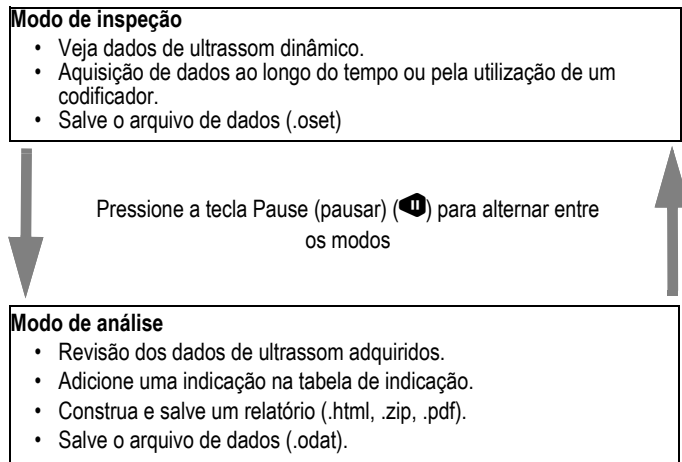 Modo de inspeção
• Veja dados de ultrassom dinâmico.
• Aquisição de dados ao longo do tempo ou pela utilização de um
codificador.
• Salve o arquivo de dados (.oset)
Pressione a tecla Pause (pausar) ( ) para alternar entre
os modos
Modo de análise
• Revisão dos dados de ultrassom adquiridos.
• Adicione uma indicação na tabela de indicação.
• Construa e salve um relatório (.html, .zip, .pdf).
• Salve o arquivo de dados (.odat).